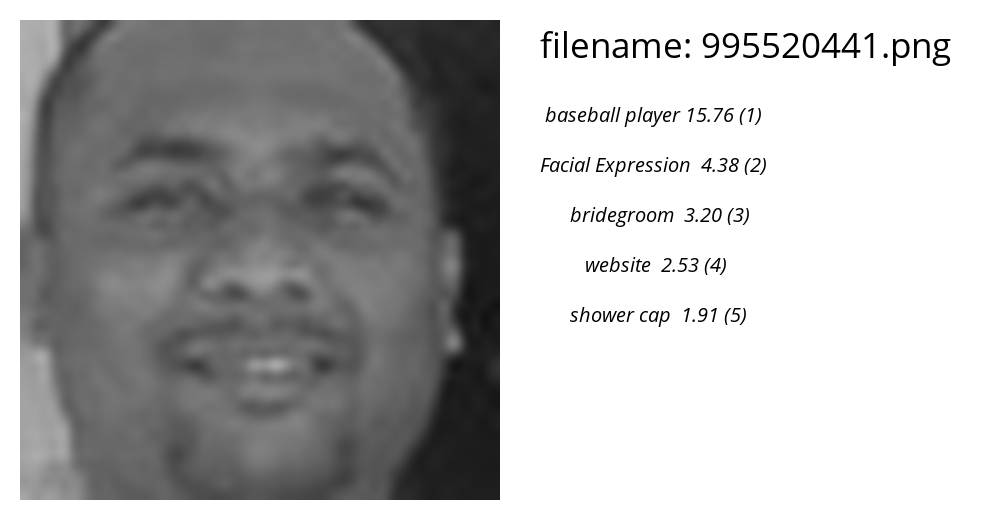 filename: 995520441.png
baseball player 15.76 (1)
Facial Expression 4.38 (2)
bridegroom 3.20 (3)
website 2.53 (4)
shower cap 1.91 (5)